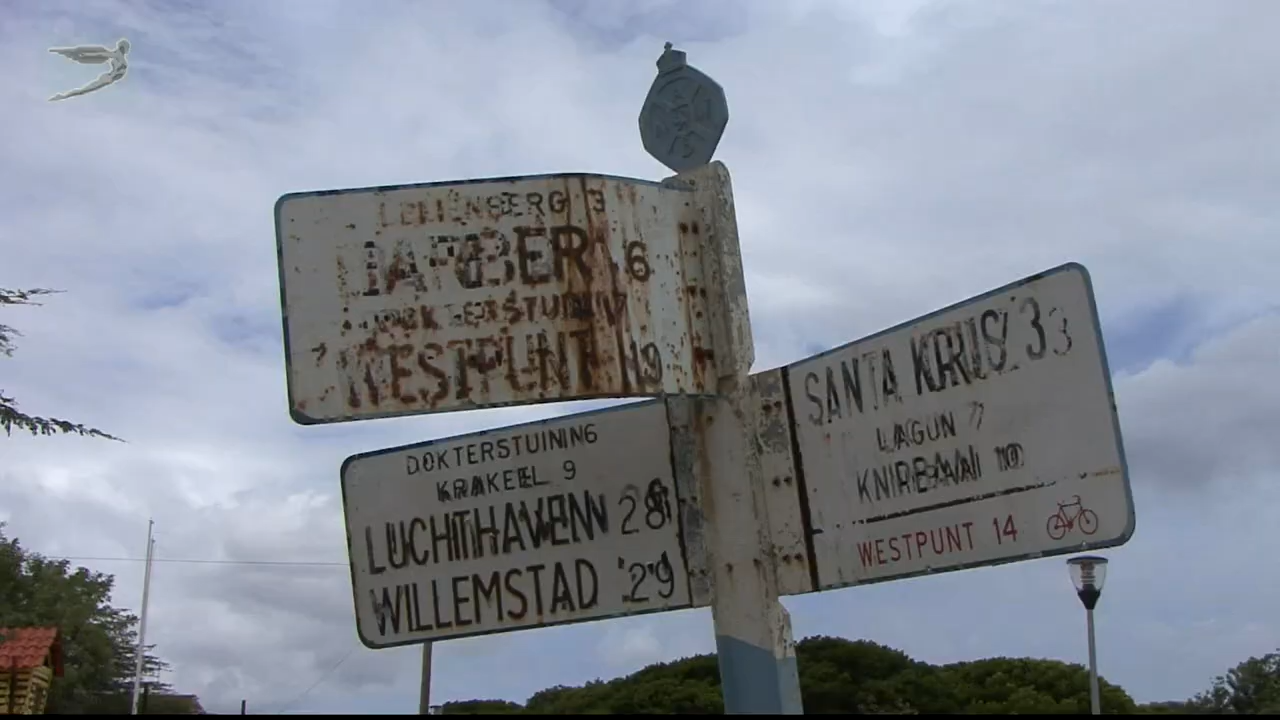 LELIENBERG 3
BARBER 6
DOKTERSTUIN 7
WESTPUNT 19
DOKTERSTUINING
KRAKEEL 9
LUCHTHAVEN 28
WILLEMSTAD 29
SANTA KRUS 3
LAGUN 7
KNIP 10
WESTPUNT 14